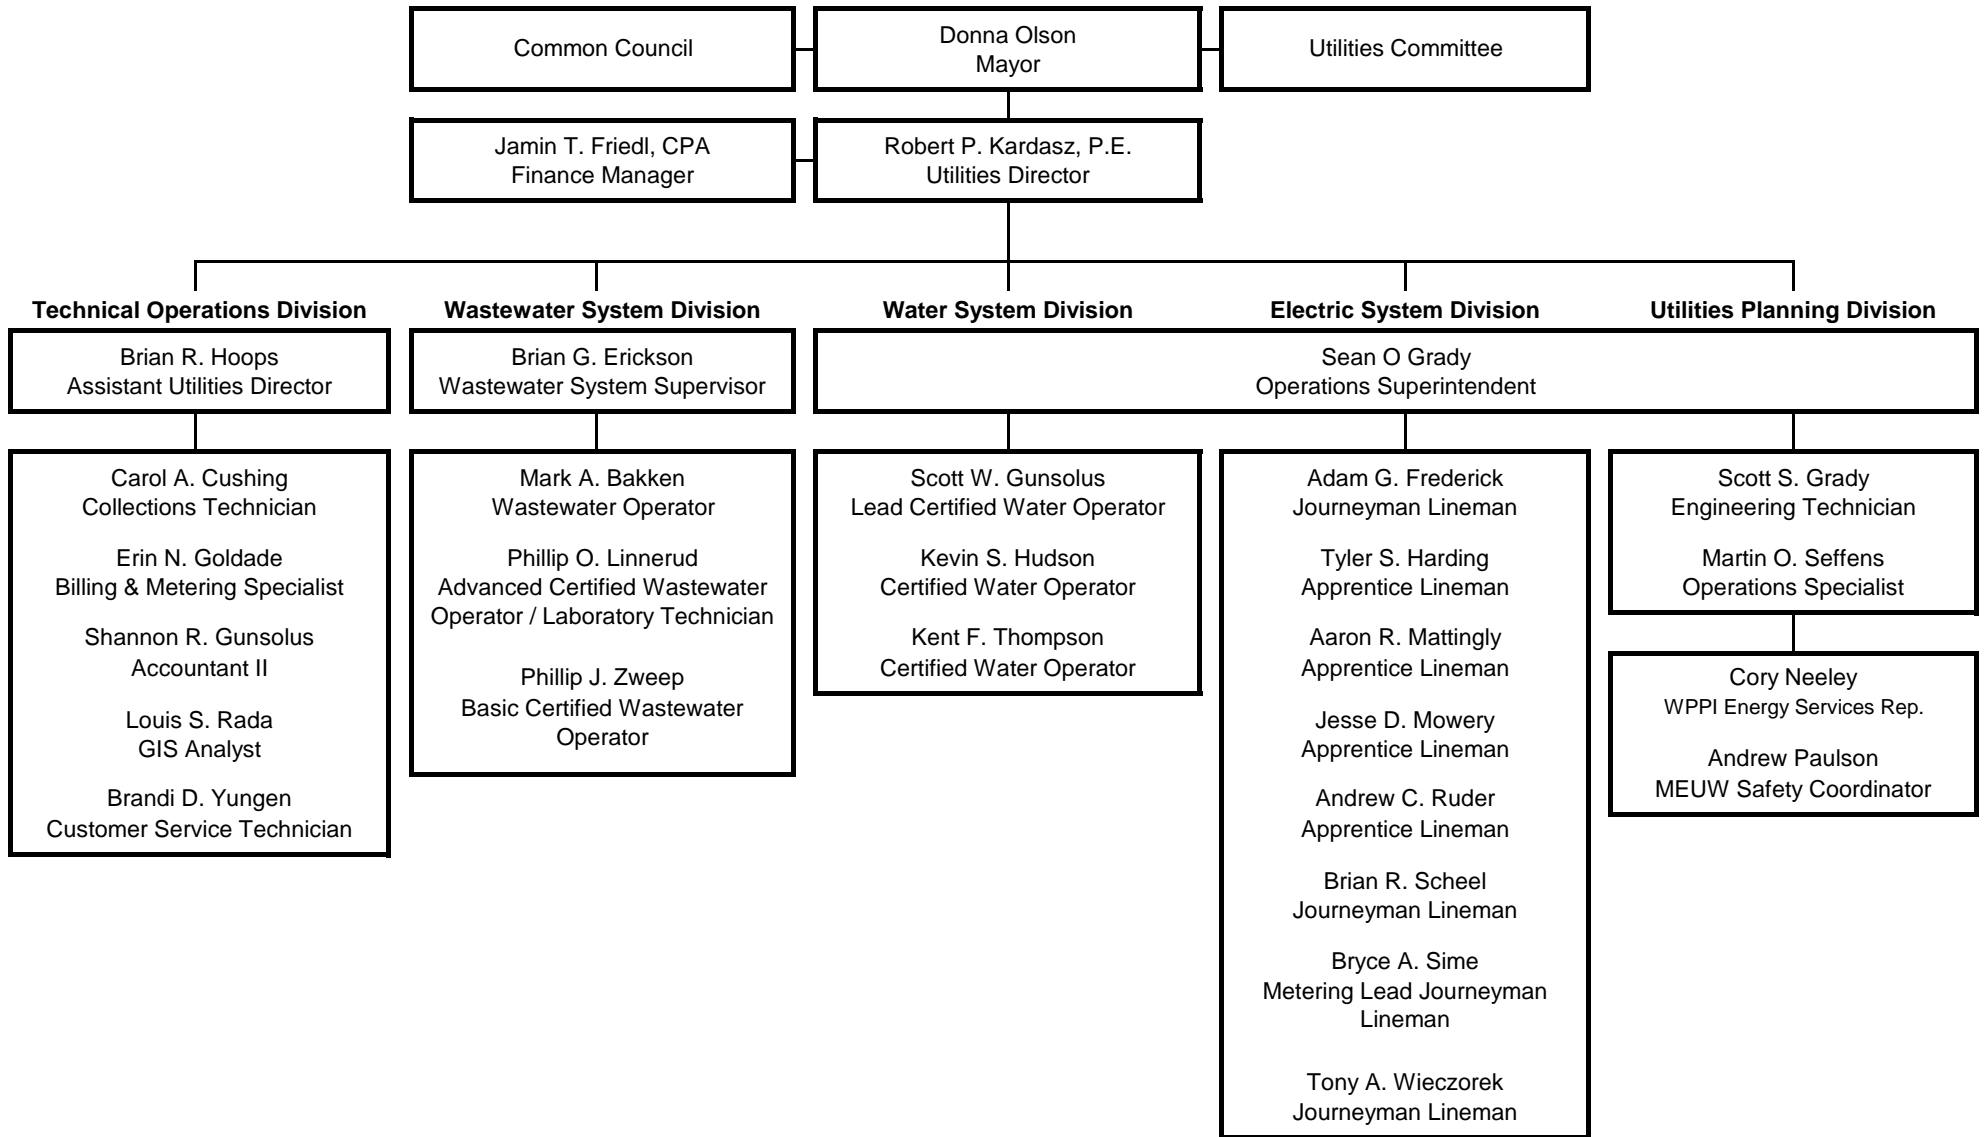 Common Council
Donna Olson
Mayor
Utilities Committee
Jamin T. Friedl, CPA
Finance Manager
Robert P. Kardasz, P.E.
Utilities Director
Technical Operations Division
Brian R. Hoops
Assistant Utilities Director
Carol A. Cushing
Collections Technician
Erin N. Goldade
Billing & Metering Specialist
Shannon R. Gunsolus
Accountant II
Louis S. Rada
GIS Analyst
Brandi D. Yungen
Customer Service Technician
Wastewater System Division
Brian G. Erickson
Wastewater System Supervisor
Mark A. Bakken
Wastewater Operator
Phillip O. Linnerud
Advanced Certified Wastewater
Operator / Laboratory Technician
Phillip J. Zweep
Basic Certified Wastewater
Operator
Water System Division
Electric System Division
Utilities Planning Division
Sean O Grady
Operations Superintendent
Scott W. Gunsolus
Lead Certified Water Operator
Kevin S. Hudson
Certified Water Operator
Kent F. Thompson
Certified Water Operator
Adam G. Frederick
Journeyman Lineman
Tyler S. Harding
Apprentice Lineman
Aaron R. Mattingly
Apprentice Lineman
Jesse D. Mowery
Apprentice Lineman
Andrew C. Ruder
Apprentice Lineman
Brian R. Scheel
Journeyman Lineman
Bryce A. Sime
Metering Lead Journeyman
Lineman
Tony A. Wieczorek
Journeyman Lineman
Scott S. Grady
Engineering Technician
Martin O. Seffens
Operations Specialist
Cory Neeley
WPPI Energy Services Rep.
Andrew Paulson
MEUW Safety Coordinator